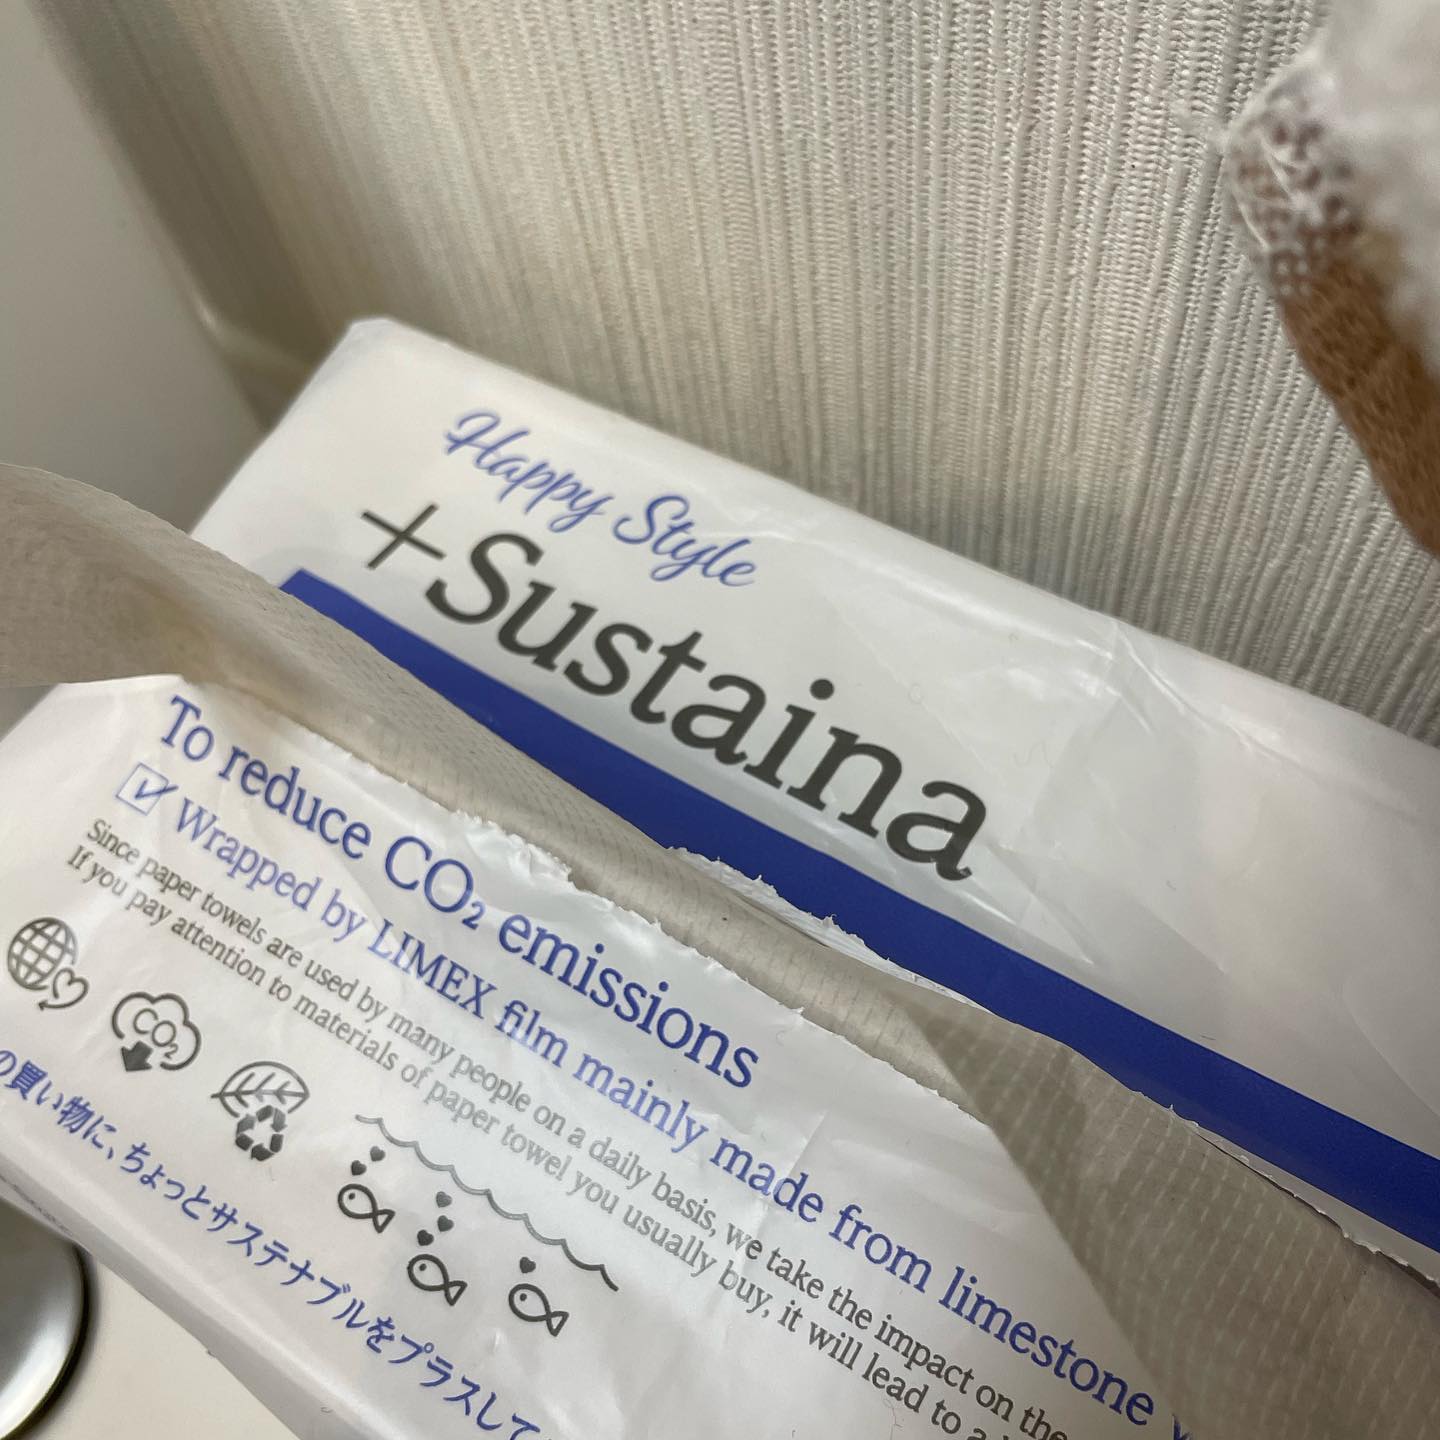 Happy Style
+Sustaina
To reduce CO₂ emissions
Wrapped by LIMEX film mainly made from limestone
Since paper towels are used by many people on a daily basis, we take the impact on the
If you pay attention to materials of paper towel you usually buy, it will lead to a
CO₂
の買い物に、ちょっとサステナブルをプラスして